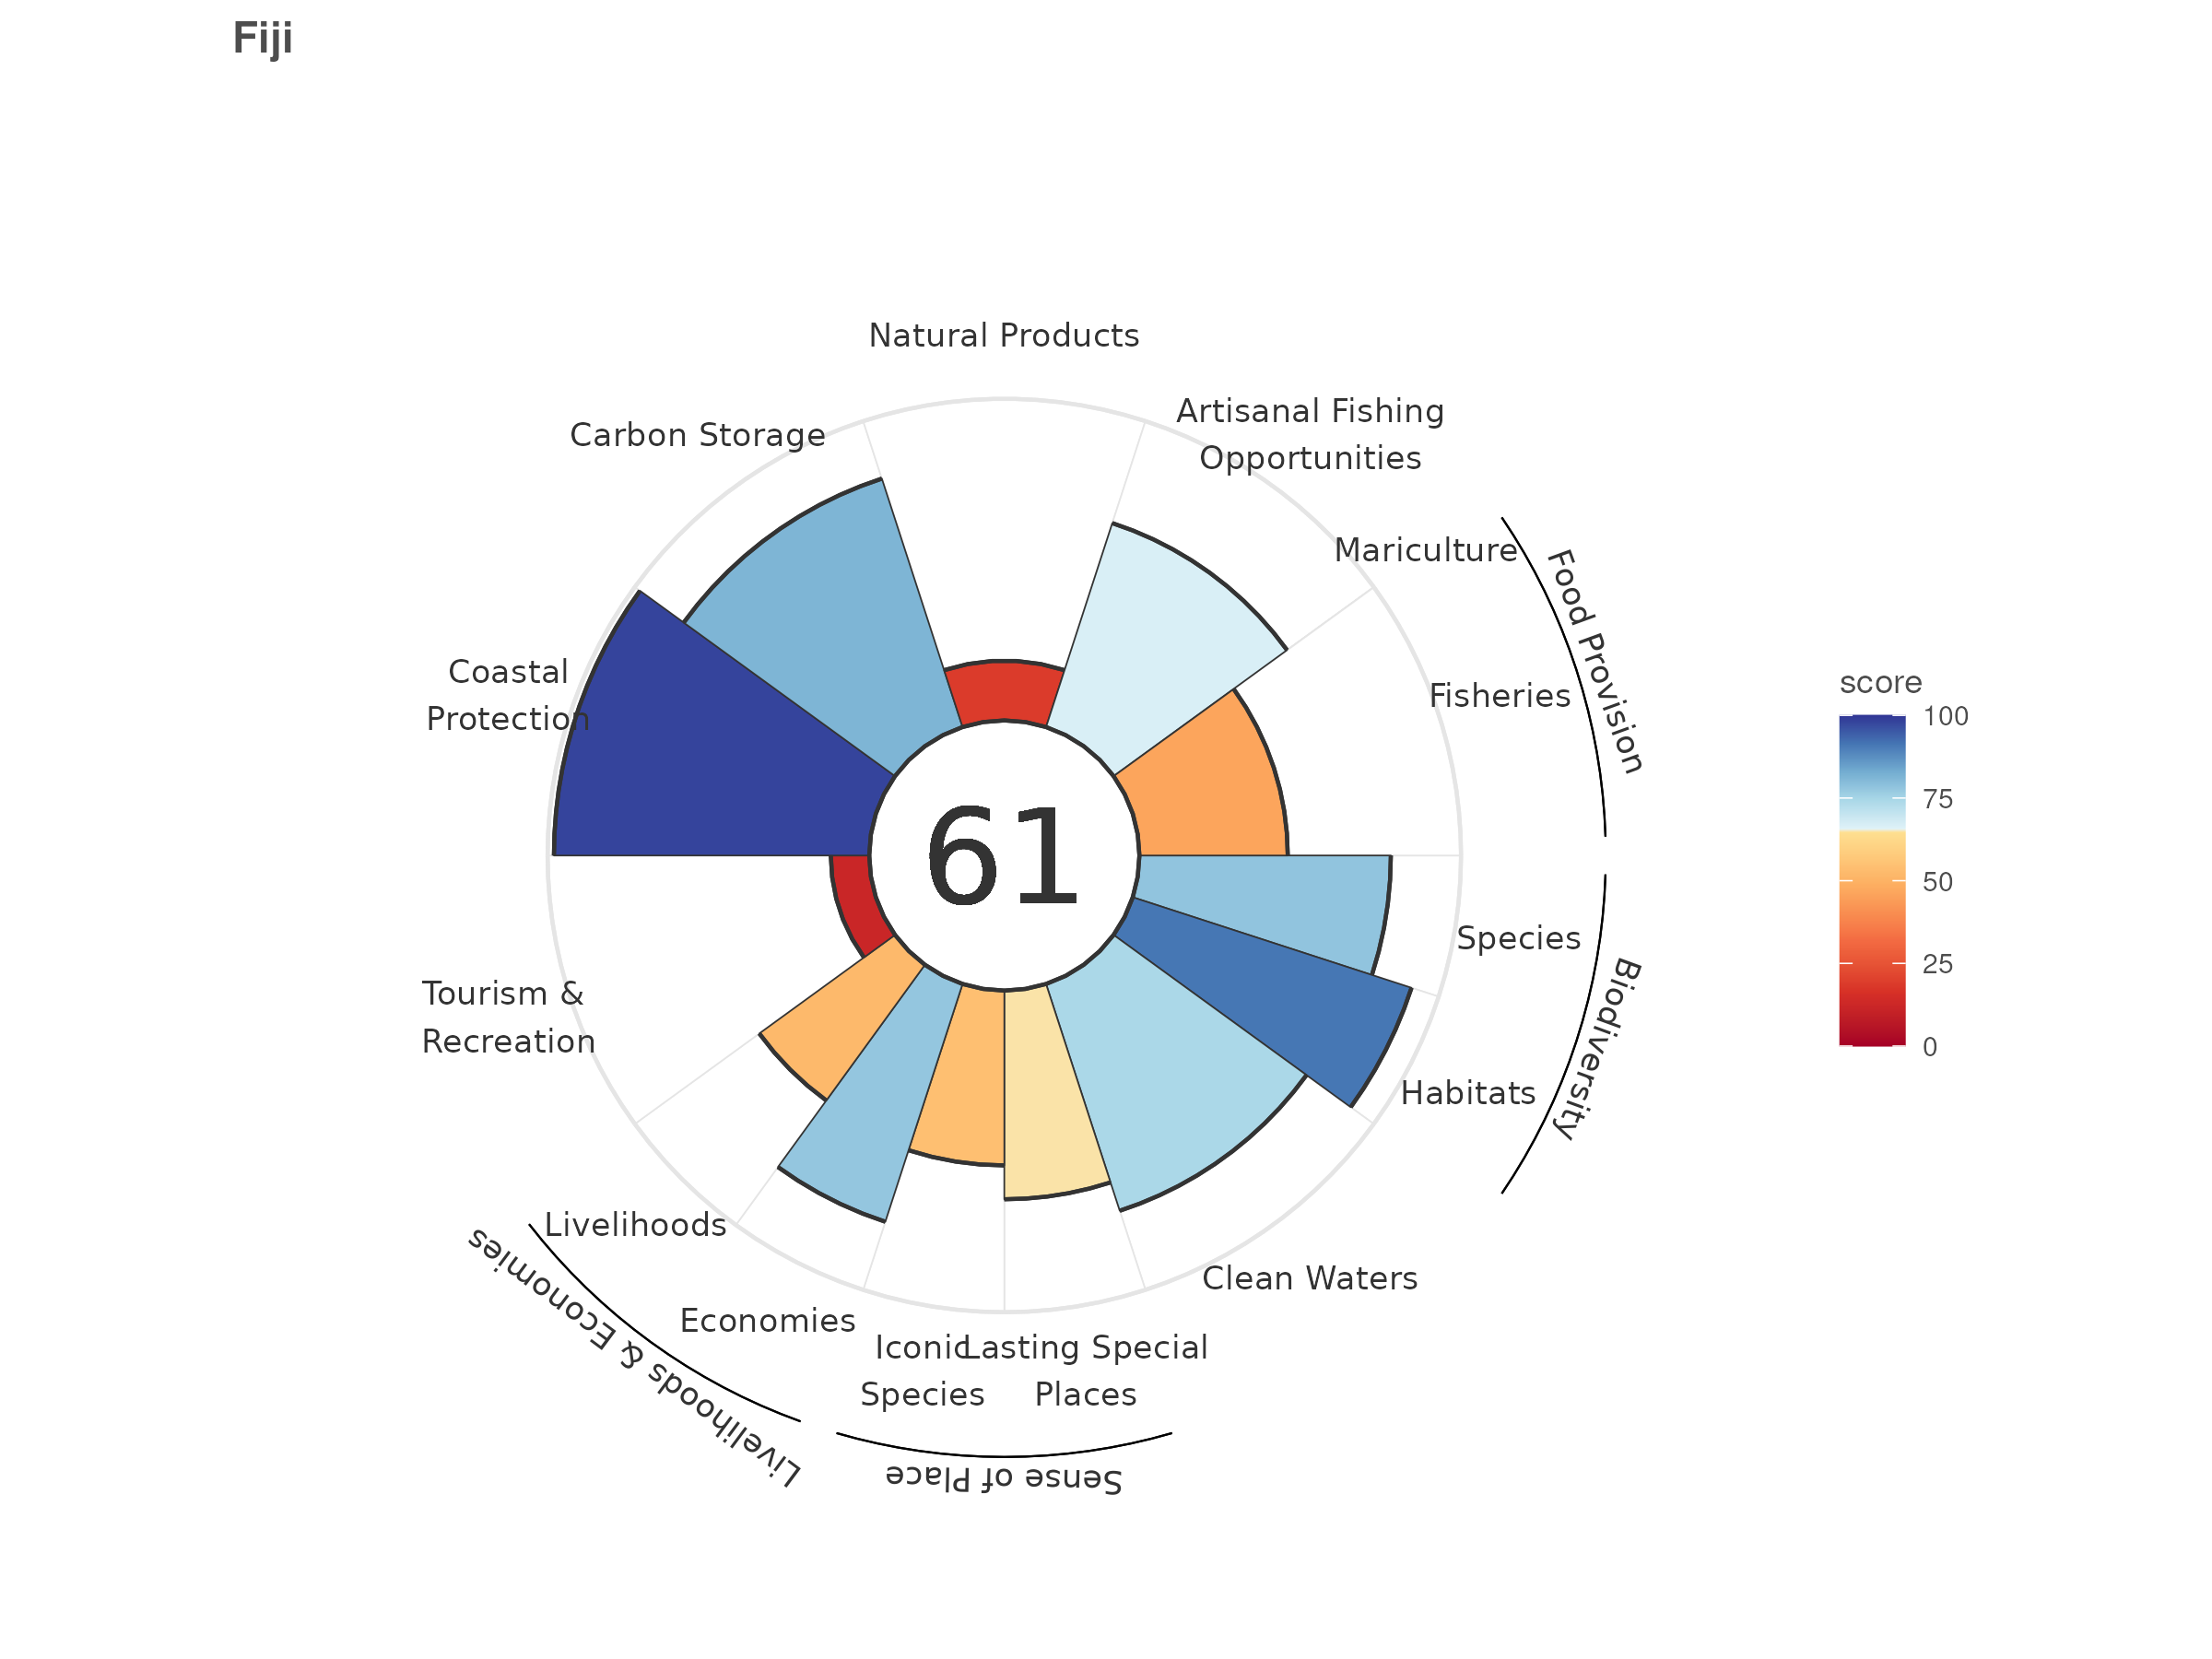 Fiji
Natural Products
Artisanal Fishing
Opportunities
Carbon Storage
Mariculture
Food Provision
Fisheries
Coastal
Protection
61
score
100
75
50
25
0
Species
Biodiversity
Habitats
Tourism &
Recreation
Livelihoods
Livelihoods & Economies
Economies
Clean Waters
Iconic
Species
Lasting Special
Places
Sense of Place